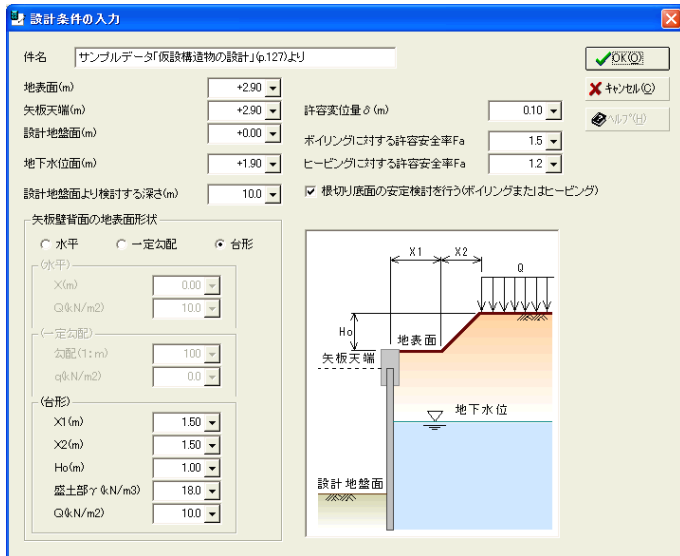 設計条件の入力
件名 サンプルデータ「仮設構造物の設計」(p.127)より
OK(O)
キャンセル(C)
ヘルプ(H)
地表面(m) +2.90
矢板天端(m) +2.90
設計地盤面(m) +0.00
地下水位面(m) +1.90
設計地盤面より検討する深さ(m) 10.0
許容変位量δ(m) 0.10
ボイリングに対する許容安全率Fa 1.5
ヒービングに対する許容安全率Fa 1.2
根切り底面の安定検討を行う(ボイリングまたはヒービング)
矢板壁背面の地表面形状
水平 一定勾配 台形
(水平)
X(m) 0.00
Q(kN/m2) 10.0
(一定勾配)
勾配(1:m) 100
q(kN/m2) 0.0
(台形)
X1(m) 1.50
X2(m) 1.50
Ho(m) 1.00
盛土部γ(kN/m3) 18.0
Q(kN/m2) 10.0
X1 X2 Q
Ho
地表面
矢板天端
地下水位
設計地盤面